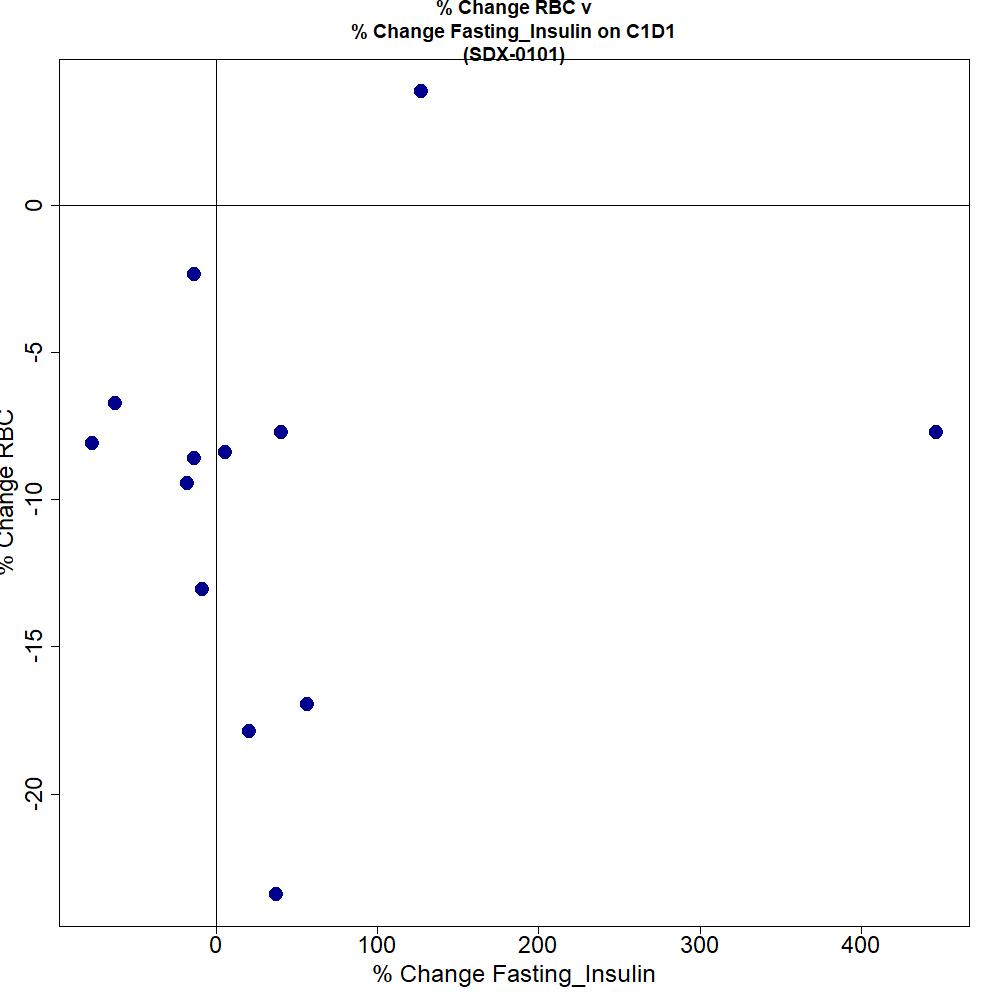 % Change RBC v
% Change Fasting_Insulin on C1D1
(SDX-0101)
0
-5
-10
-15
-20
% Change RBC
0
100
200
300
400
% Change Fasting_Insulin